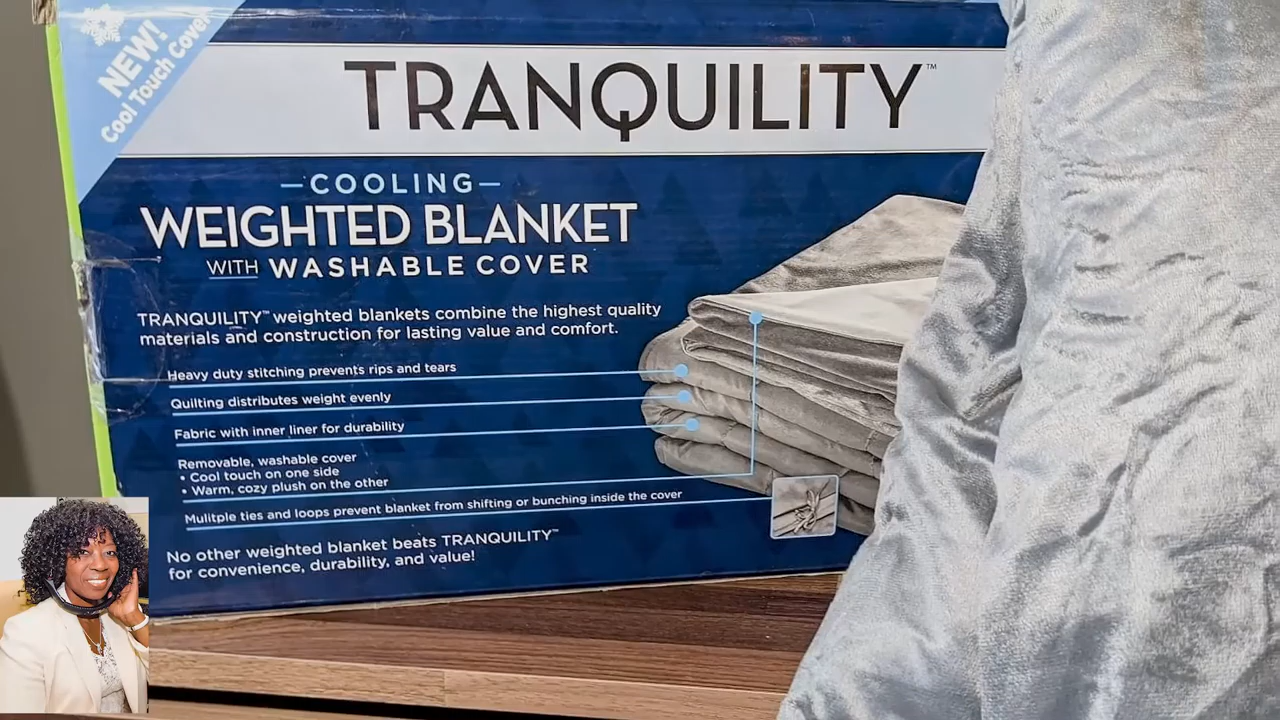 NEW!
Cool Touch Cover
TRANQUILITY™
COOLING
WEIGHTED BLANKET
WITH WASHABLE COVER
TRANQUILITY™ weighted blankets combine the highest quality
materials and construction for lasting value and comfort.
Heavy duty stitching prevents rips and tears
Quilting distributes weight evenly
Fabric with inner liner for durability
Removable, washable cover
• Cool touch on one side
• Warm, cozy plush on the other
Mulitple ties and loops prevent blanket from shifting or bunching inside the cover
No other weighted blanket beats TRANQUILITY™
for convenience, durability, and value!